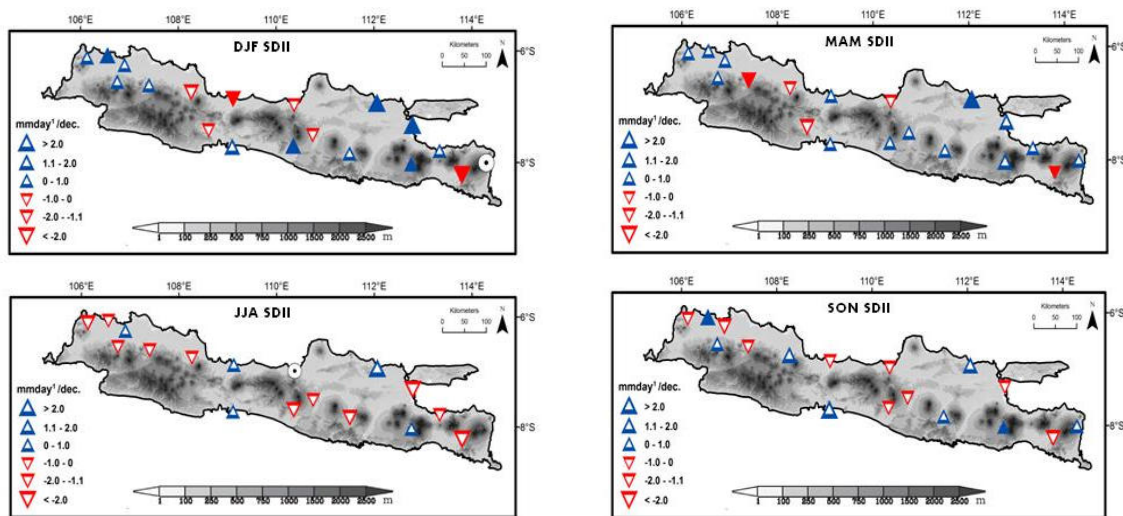 106°E 108°E 110°E 112°E 114°E
DJF SDII
Kilometers
0 50 100
N
6°S
8°S
mmday¹ /dec.
> 2.0
1.1 - 2.0
0 - 1.0
-1.0 - 0
-2.0 - -1.1
< -2.0
1 100 250 500 750 1000 1500 2000 2500 m
106°E 108°E 110°E 112°E 114°E
MAM SDII
Kilometers
0 50 100
N
6°S
8°S
mmday¹ /dec.
> 2.0
1.1 - 2.0
0 - 1.0
-1.0 - 0
-2.0 - -1.1
< -2.0
1 100 250 500 750 1000 1500 2000 2500 m
106°E 108°E 110°E 112°E 114°E
JJA SDII
Kilometers
0 50 100
N
6°S
8°S
mmday¹ /dec.
> 2.0
1.1 - 2.0
0 - 1.0
-1.0 - 0
-2.0 - -1.1
< -2.0
1 100 250 500 750 1000 1500 2000 2500 m
106°E 108°E 110°E 112°E 114°E
SON SDII
Kilometers
0 50 100
N
6°S
8°S
mmday¹ /dec.
> 2.0
1.1 - 2.0
0 - 1.0
-1.0 - 0
-2.0 - -1.1
< -2.0
1 100 250 500 750 1000 1500 2000 2500 m